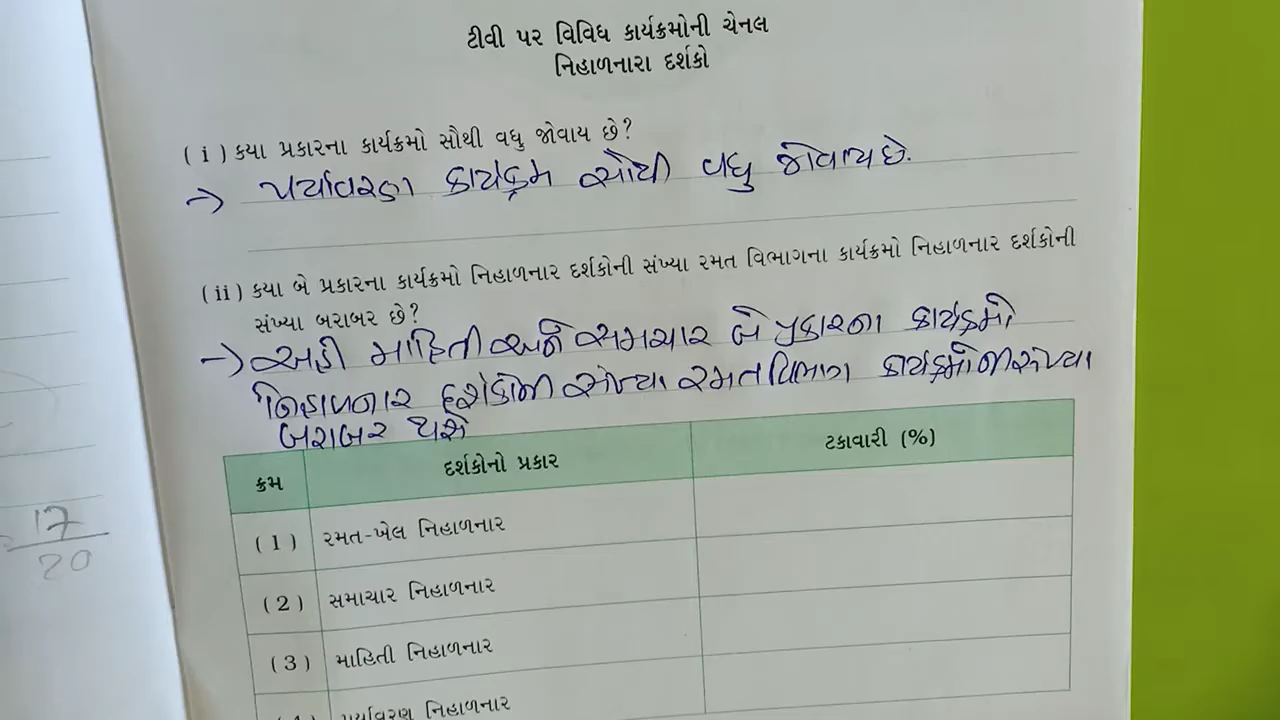 ટીવી પર વિવિધ કાર્યક્રમોની ચેનલ
નિહાળનારા દર્શકો
( i ) કયા પ્રકારના કાર્યક્રમો સૌથી વધુ જોવાય છે?
→ પર્યાવરણ કાર્યક્રમ સૌથી વધુ જોવાય છે.
( ii ) કયા બે પ્રકારના કાર્યક્રમો નિહાળનાર દર્શકોની સંખ્યા રમત વિભાગના કાર્યક્રમો નિહાળનાર દર્શકોની
સંખ્યા બરાબર છે?
→ અહી માહિતી અને સમચાર બે પ્રકારના કાર્યક્રમો
નિહાળનાર દર્શકોની સંખ્યા રમત વિભાગ કાર્યક્રમોની સંખ્યા
બરાબર થશે
ક્રમ દર્શકોનો પ્રકાર ટકાવારી (%)
( 1 ) રમત-ખેલ નિહાળનાર
( 2 ) સમાચાર નિહાળનાર
( 3 ) માહિતી નિહાળનાર
પર્યાવરણ નિહાળનાર
= 17
20